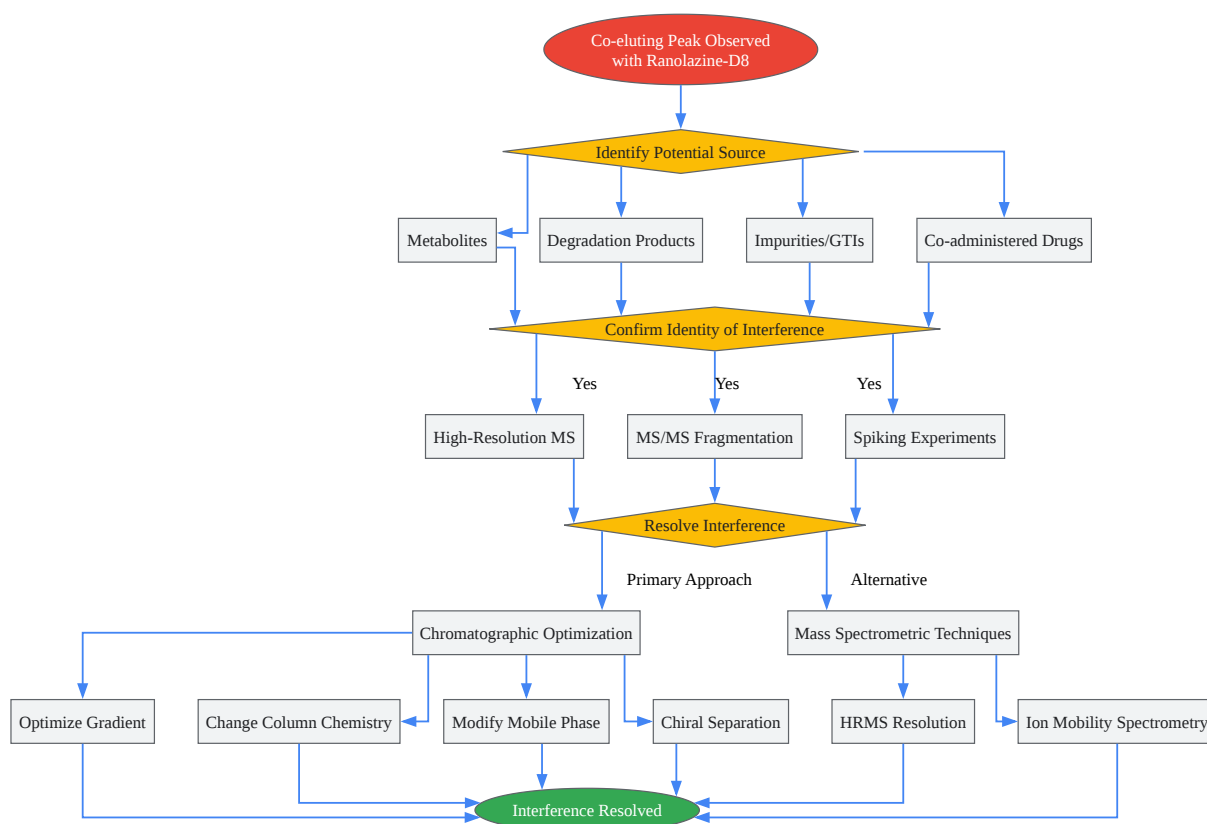 Co-eluting Peak Observed
with Ranolazine-D8
Identify Potential Source
Metabolites
Degradation Products
Impurities/GTIs
Co-administered Drugs
Confirm Identity of Interference
Yes
Yes
Yes
High-Resolution MS
MS/MS Fragmentation
Spiking Experiments
Resolve Interference
Primary Approach
Alternative
Chromatographic Optimization
Mass Spectrometric Techniques
Optimize Gradient
Change Column Chemistry
Modify Mobile Phase
Chiral Separation
HRMS Resolution
Ion Mobility Spectrometry
Interference Resolved